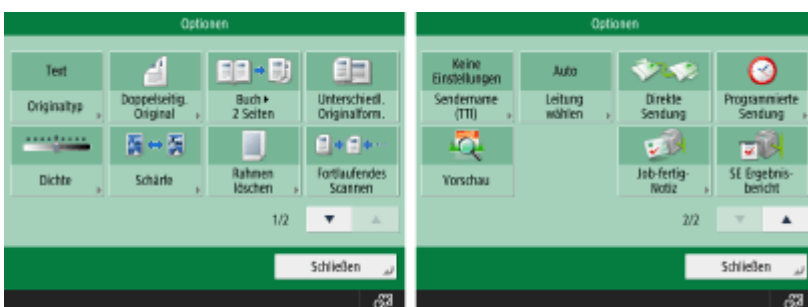 Optionen
Text
Originaltyp
Doppelseitig.
Original
Buch
2 Seiten
Unterschiedl.
Originalform.
Dichte
Schärfe
Rahmen
löschen
Fortlaufendes
Scannen
1/2
Schließen
Optionen
Keine
Einstellungen
Sendername
(TTI)
Auto
Leitung
wählen
Direkte
Sendung
Programmierte
Sendung
Vorschau
Job-fertig-
Notiz
SE Ergebnis-
bericht
2/2
Schließen